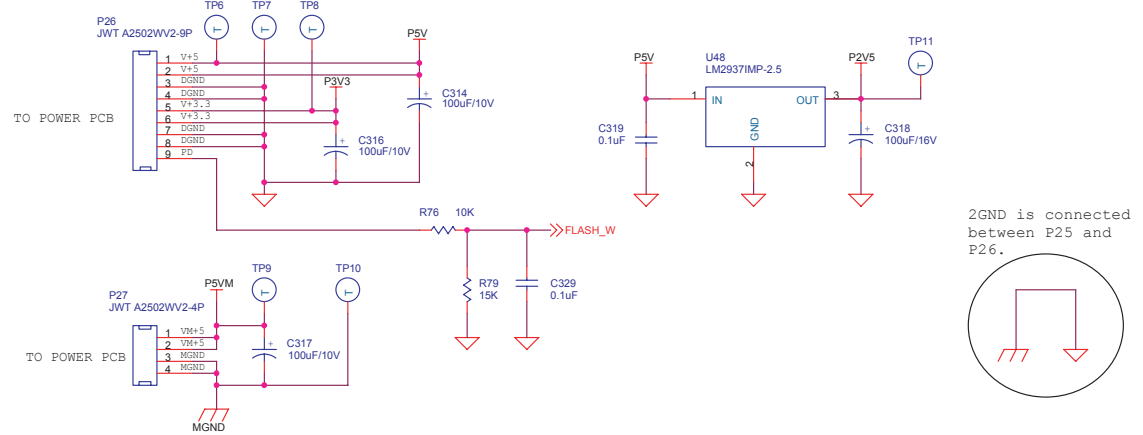 P26
JWT A2502WV2-9P
TP6
TP7
TP8
P5V
1 V+5
2 V+5
3 DGND
4 DGND
5 V+3.3
6 V+3.3
7 DGND
8 DGND
9 PD
TO POWER PCB
P3V3
C314
100uF/10V
C316
100uF/10V
P5V
U48
LM2937IMP-2.5
P2V5
TP11
1
IN
OUT
3
GND
2
C319
0.1uF
C318
100uF/16V
R76 10K
FLASH_W
R79
15K
C329
0.1uF
2GND is connected
between P25 and
P26.
P27
JWT A2502WV2-4P
P5VM
TP9
TP10
1 VM+5
2 VM+5
3 MGND
4 MGND
TO POWER PCB
C317
100uF/10V
MGND
T
T
T
T
T
T